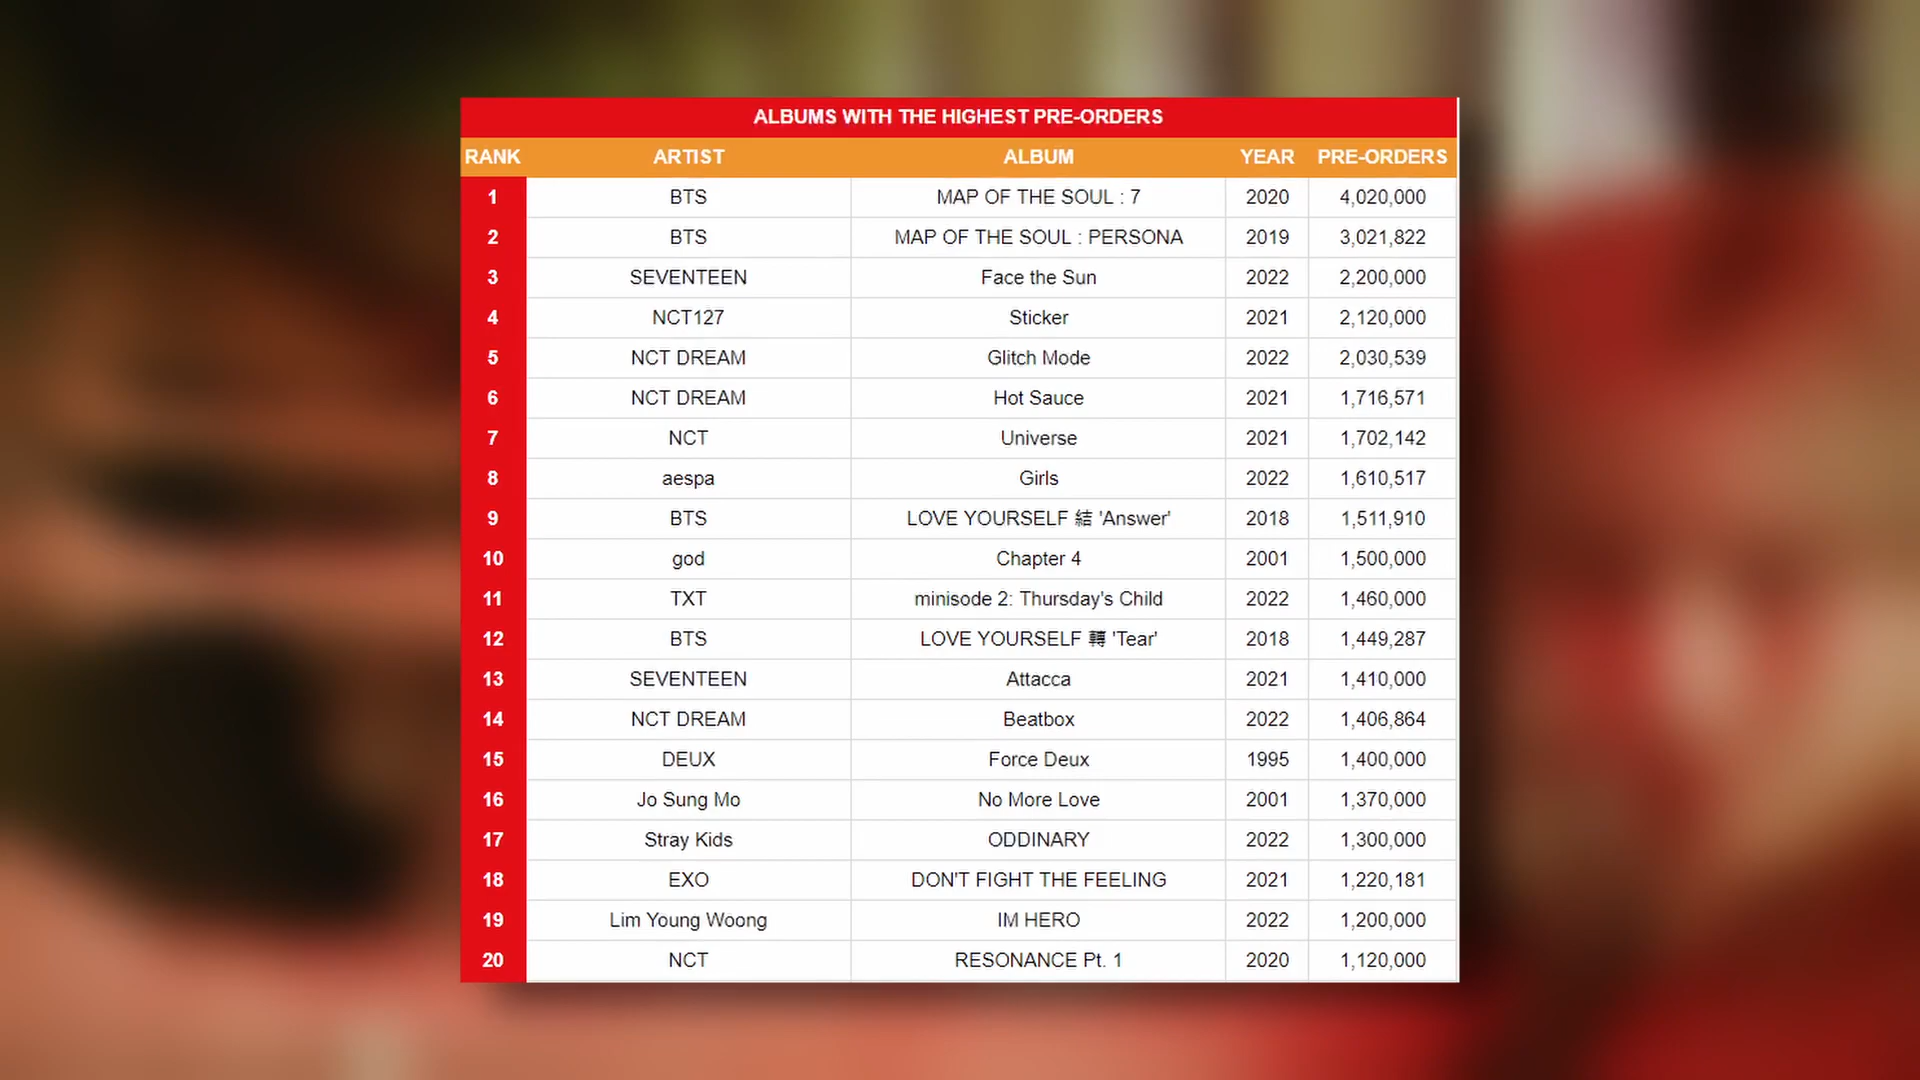 ALBUMS WITH THE HIGHEST PRE-ORDERS
RANK ARTIST ALBUM YEAR PRE-ORDERS
1 BTS MAP OF THE SOUL : 7 2020 4,020,000
2 BTS MAP OF THE SOUL : PERSONA 2019 3,021,822
3 SEVENTEEN Face the Sun 2022 2,200,000
4 NCT127 Sticker 2021 2,120,000
5 NCT DREAM Glitch Mode 2022 2,030,539
6 NCT DREAM Hot Sauce 2021 1,716,571
7 NCT Universe 2021 1,702,142
8 aespa Girls 2022 1,610,517
9 BTS LOVE YOURSELF 結 'Answer' 2018 1,511,910
10 god Chapter 4 2001 1,500,000
11 TXT minisode 2: Thursday's Child 2022 1,460,000
12 BTS LOVE YOURSELF 轉 'Tear' 2018 1,449,287
13 SEVENTEEN Attacca 2021 1,410,000
14 NCT DREAM Beatbox 2022 1,406,864
15 DEUX Force Deux 1995 1,400,000
16 Jo Sung Mo No More Love 2001 1,370,000
17 Stray Kids ODDINARY 2022 1,300,000
18 EXO DON'T FIGHT THE FEELING 2021 1,220,181
19 Lim Young Woong IM HERO 2022 1,200,000
20 NCT RESONANCE Pt. 1 2020 1,120,000